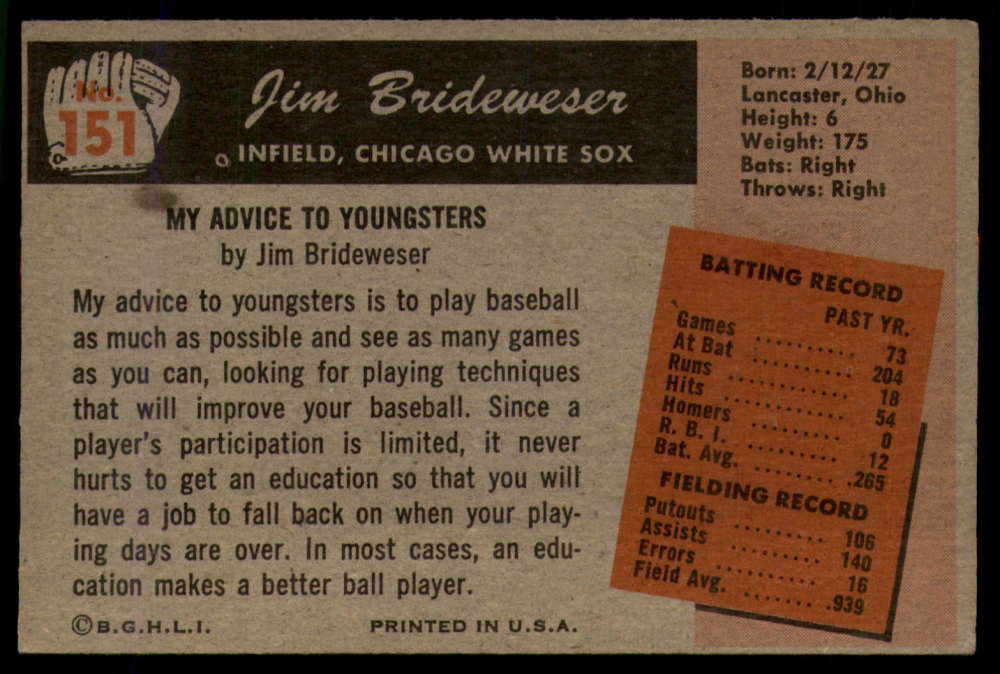 No.
151
Jim Brideweser
INFIELD, CHICAGO WHITE SOX
Born: 2/12/27
Lancaster, Ohio
Height: 6
Weight: 175
Bats: Right
Throws: Right
MY ADVICE TO YOUNGSTERS
by Jim Brideweser
My advice to youngsters is to play baseball
as much as possible and see as many games
as you can, looking for playing techniques
that will improve your baseball. Since a
player's participation is limited, it never
hurts to get an education so that you will
have a job to fall back on when your play-
ing days are over. In most cases, an edu-
cation makes a better ball player.
BATTING RECORD
PAST YR.
Games .......... 73
At Bat .......... 204
Runs .......... 18
Hits .......... 54
Homers .......... 0
R. B. I. .......... 12
Bat. Avg. ........ .265
FIELDING RECORD
Putouts ......... 106
Assists ......... 140
Errors .......... 16
Field Avg. ....... .939
©B.G.H.L.I.
PRINTED IN U.S.A.